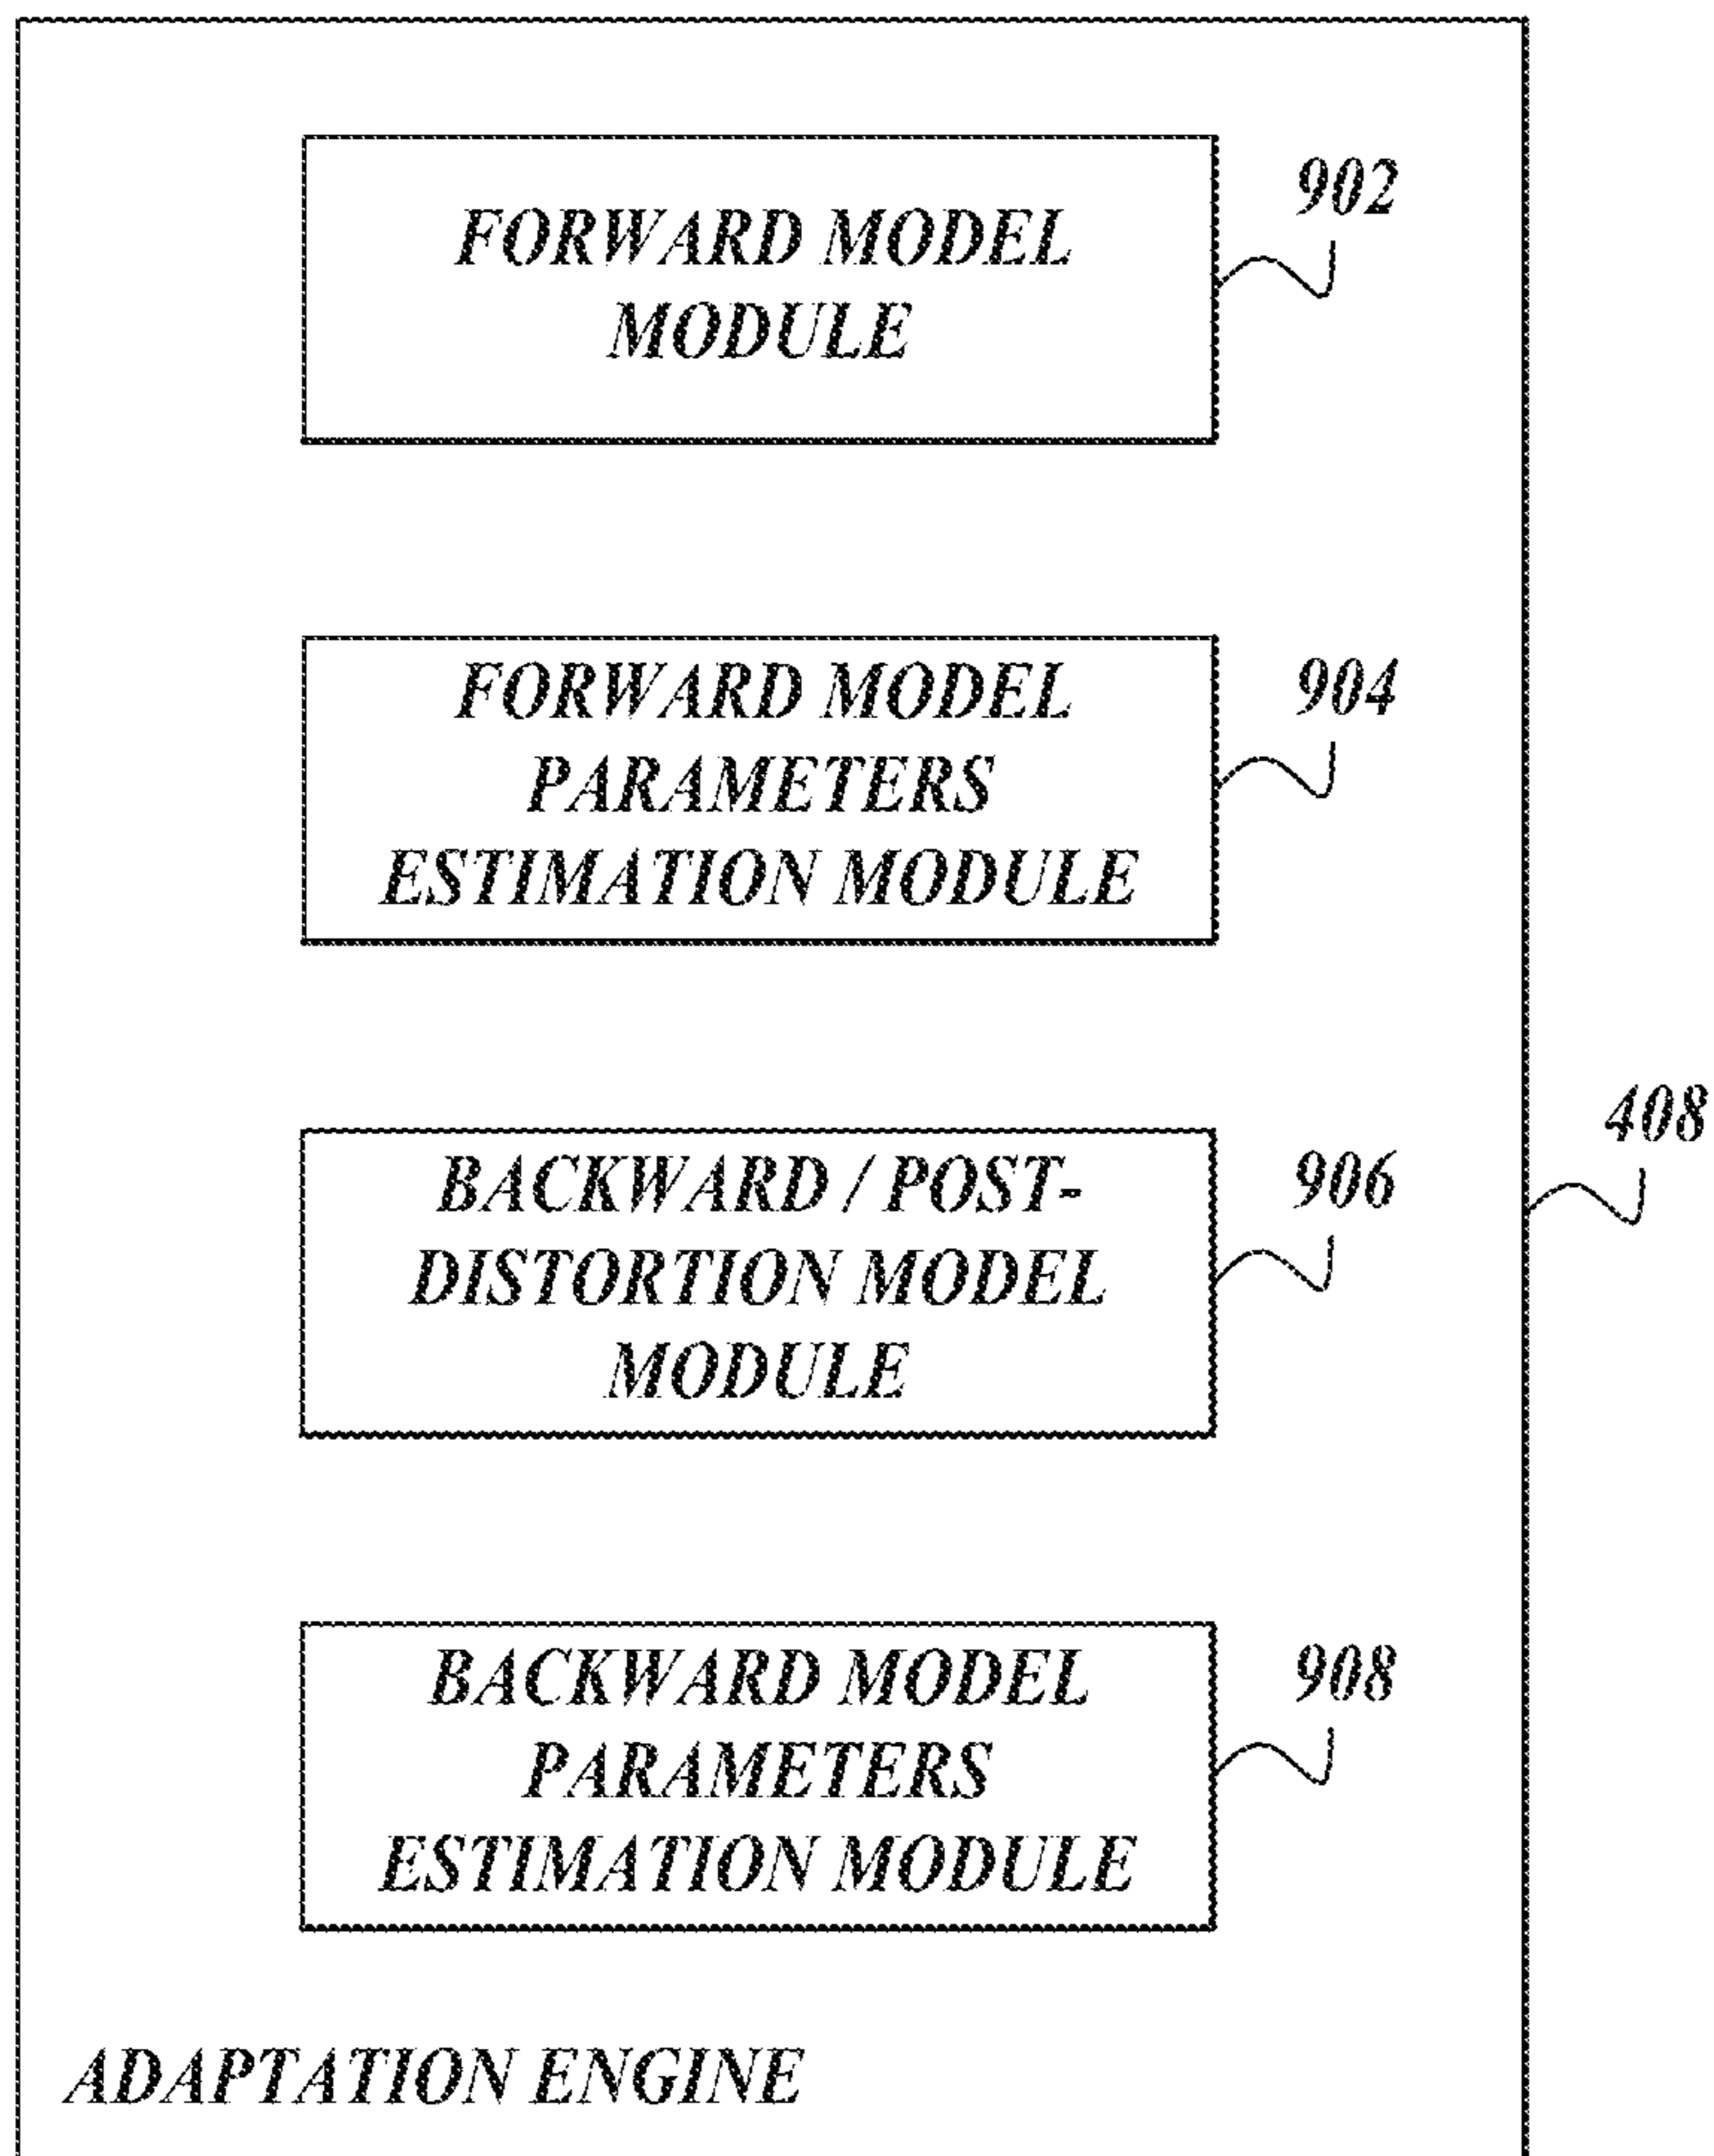 FORWARD MODEL
MODULE
902
FORWARD MODEL
PARAMETERS
ESTIMATION MODULE
904
BACKWARD / POST-
DISTORTION MODEL
MODULE
906
408
BACKWARD MODEL
PARAMETERS
ESTIMATION MODULE
908
ADAPTATION ENGINE